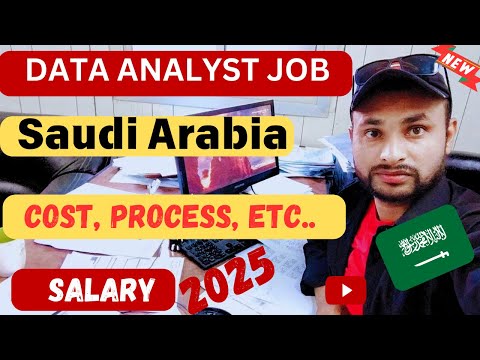 DATA ANALYST JOB
NEW
Saudi Arabia
COST, PROCESS, ETC..
SALARY
2025